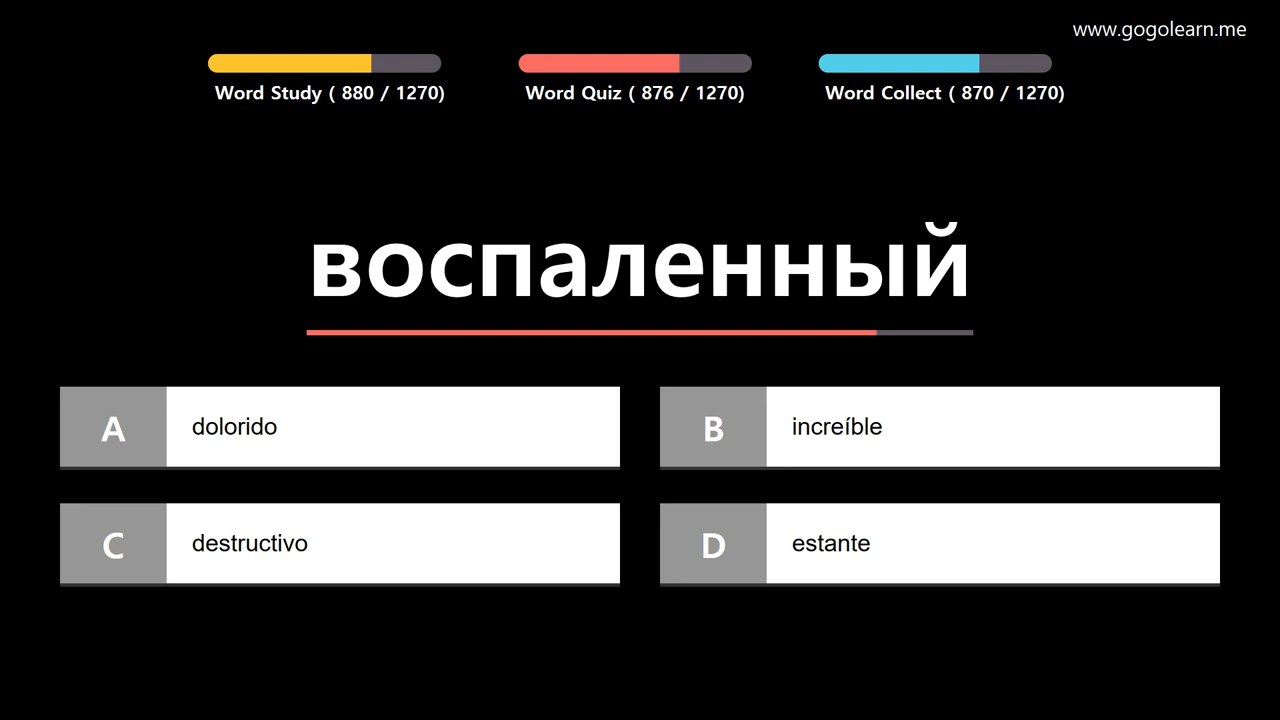 www.gogolearn.me
Word Study ( 880 / 1270)
Word Quiz ( 876 / 1270)
Word Collect ( 870 / 1270)
воспаленный
A dolorido
B increíble
C destructivo
D estante